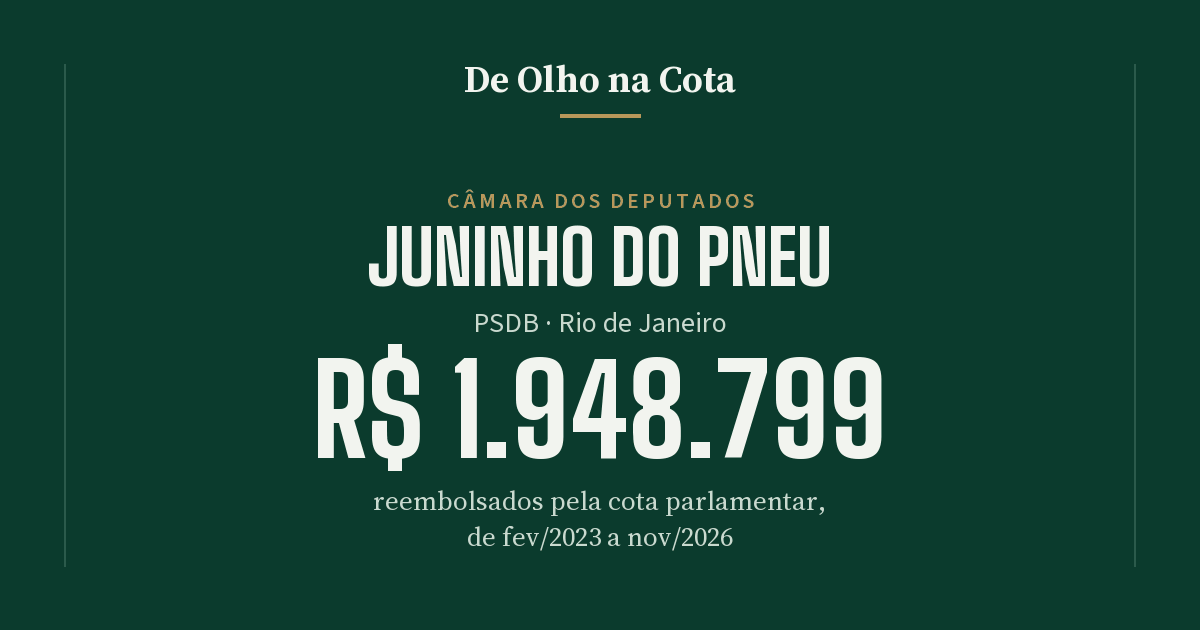 De Olho na Cota
CÂMARA DOS DEPUTADOS
JUNINHO DO PNEU
PSDB · Rio de Janeiro
R$ 1.948.799
reembolsados pela cota parlamentar,
de fev/2023 a nov/2026